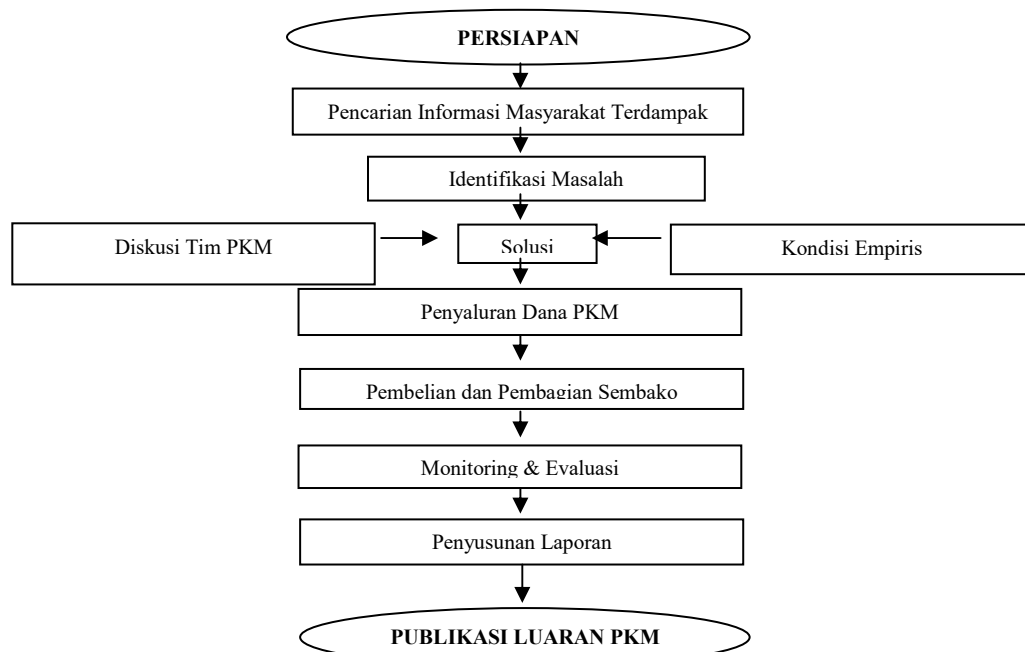 PERSIAPAN
Pencarian Informasi Masyarakat Terdampak
Identifikasi Masalah
Diskusi Tim PKM
Solusi
Kondisi Empiris
Penyaluran Dana PKM
Pembelian dan Pembagian Sembako
Monitoring & Evaluasi
Penyusunan Laporan
PUBLIKASI LUARAN PKM